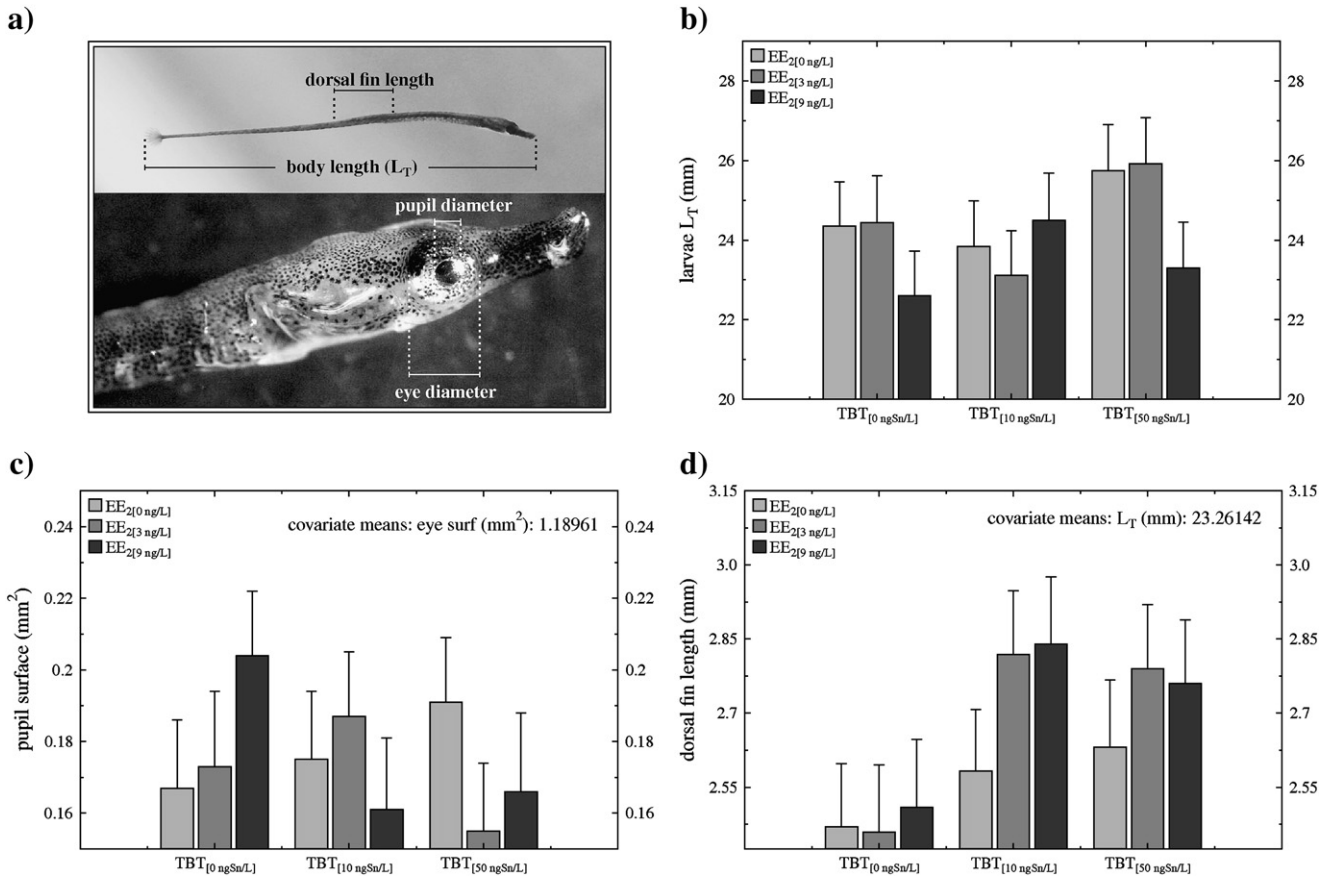 a)
dorsal fin length
body length (LT)
pupil diameter
eye diameter
b)
EE2[0 ng/L]
EE2[3 ng/L]
EE2[9 ng/L]
28
26
24
22
20
28
26
24
22
20
larvae LT (mm)
TBT[0 ngSn/L]
TBT[10 ngSn/L]
TBT[50 ngSn/L]
c)
EE2[0 ng/L]
EE2[3 ng/L]
EE2[9 ng/L]
covariate means: eye surf (mm2): 1.18961
0.24
0.22
0.2
0.18
0.16
0.24
0.22
0.2
0.18
0.16
pupil surface (mm2)
TBT[0 ngSn/L]
TBT[10 ngSn/L]
TBT[50 ngSn/L]
d)
EE2[0 ng/L]
EE2[3 ng/L]
EE2[9 ng/L]
covariate means: LT (mm): 23.26142
3.15
3.0
2.85
2.7
2.55
3.15
3.0
2.85
2.7
2.55
dorsal fin length (mm)
TBT[0 ngSn/L]
TBT[10 ngSn/L]
TBT[50 ngSn/L]